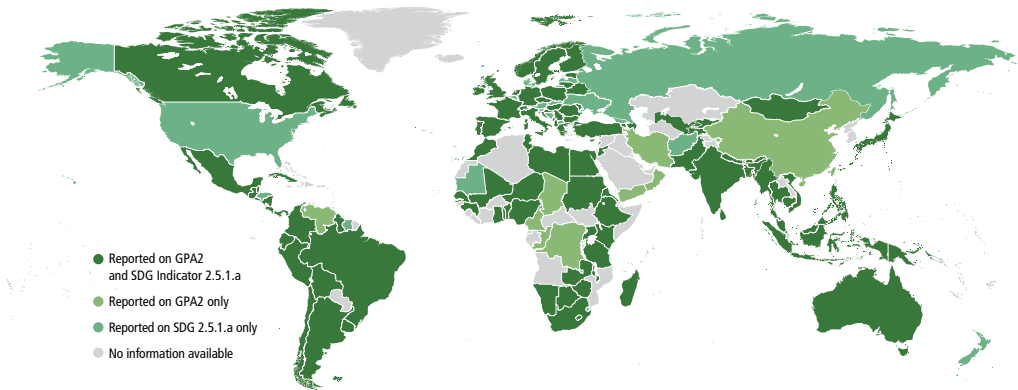 Reported on GPA2
and SDG Indicator 2.5.1.a
Reported on GPA2 only
Reported on SDG 2.5.1.a only
No information available